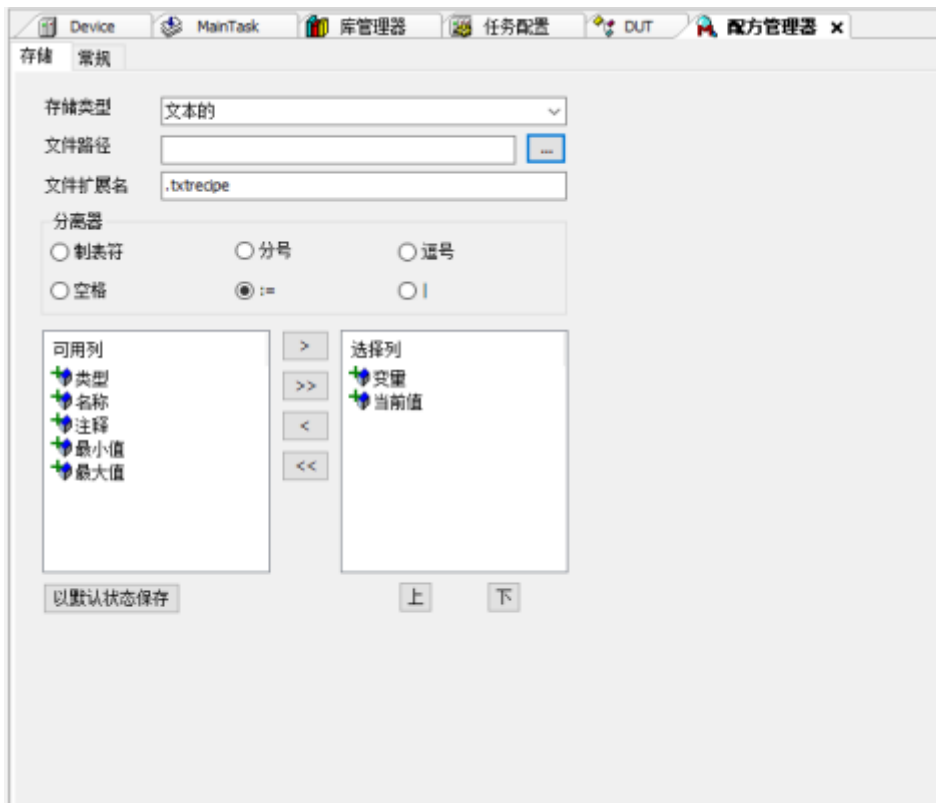 Device MainTask 库管理器 任务配置 DUT 配方管理器 x
存储 常规
存储类型 文本的
文件路径 ...
文件扩展名 .txtrecipe
分离器
制表符 分号 逗号
空格 := |
可用列 > 选择列
类型 变量
名称 >> 当前值
注释 <
最小值
最大值 <<
以默认状态保存 上 下